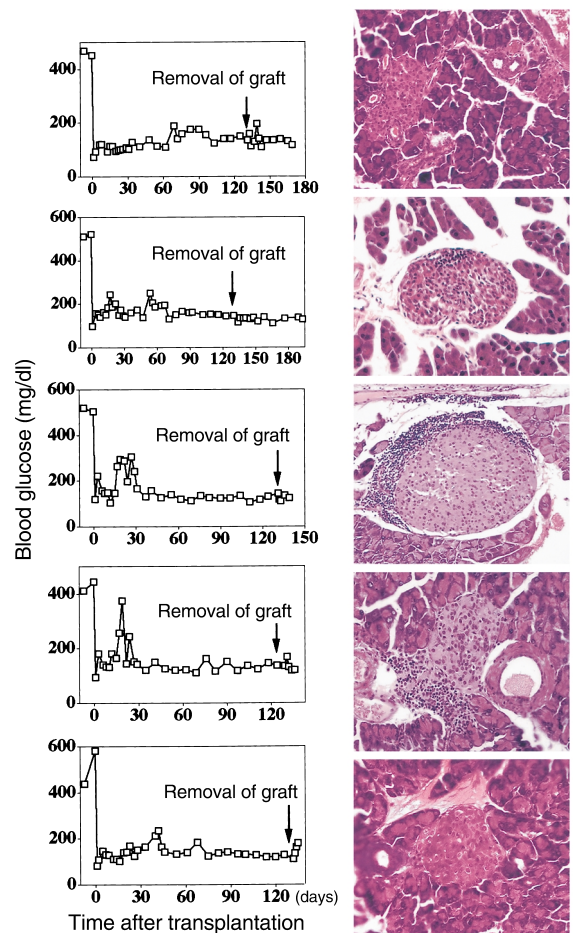 400
200
0
Removal of graft
0 30 60 90 120 150 180
600
400
200
0
Removal of graft
0 30 60 90 120 150 180
600
400
200
0
Removal of graft
0 30 60 90 120 150
400
200
0
Removal of graft
0 30 60 90 120
600
400
200
0
Removal of graft
0 30 60 90 120 (days)
Blood glucose (mg/dl)
Time after transplantation